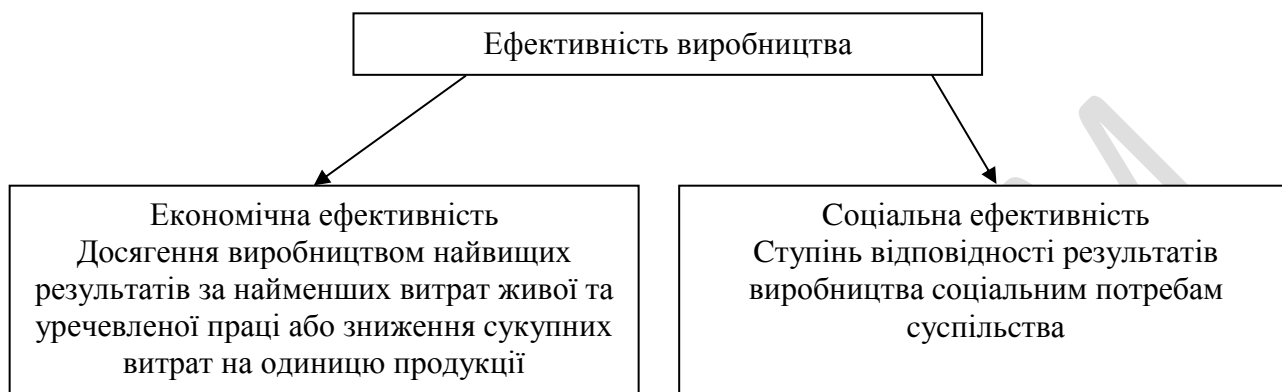 Ефективність виробництва
Економічна ефективність
Досягення виробництвом найвищих
результатів за найменших витрат живої та
уречевленої праці або зниження сукупних
витрат на одиницю продукції
Соціальна ефективність
Ступінь відповідності результатів
виробництва соціальним потребам
суспільства